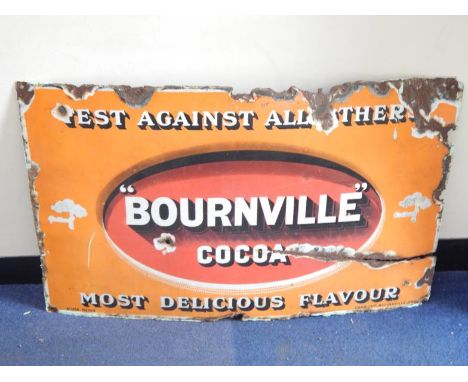 TEST AGAINST ALL OTHERS
"BOURNVILLE"
COCOA
MOST DELICIOUS FLAVOUR